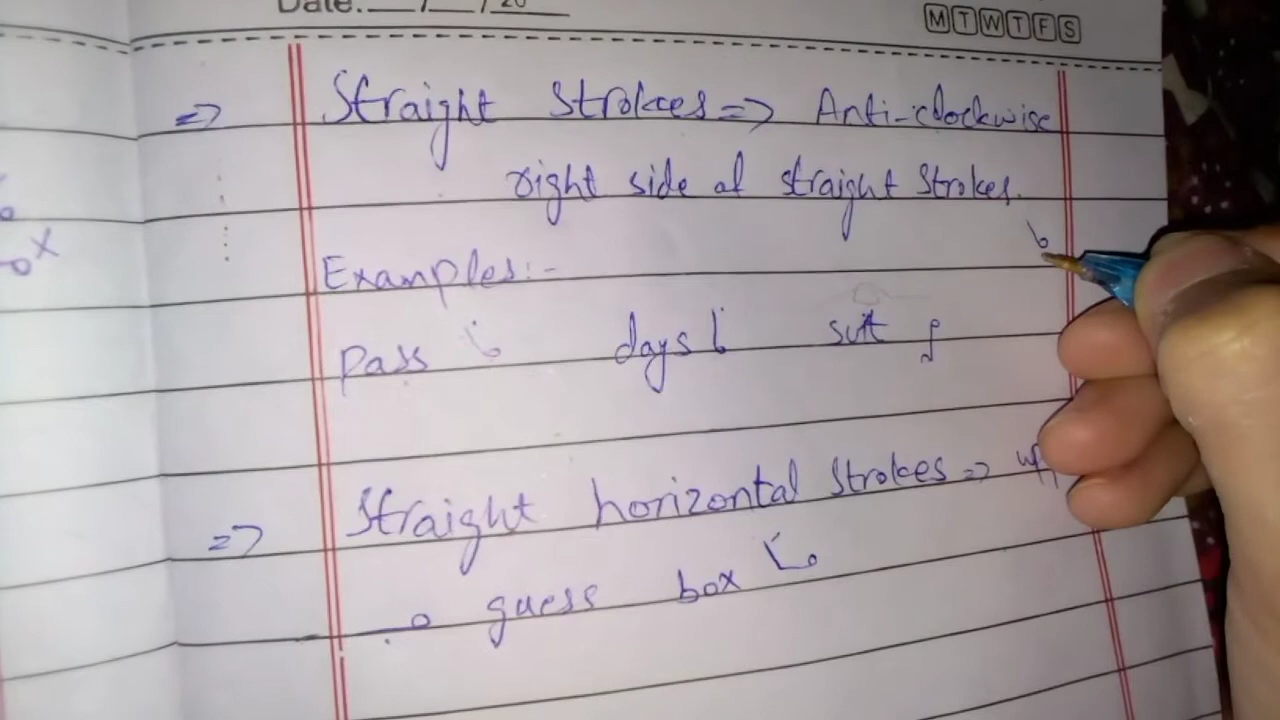 Date: / /20
M T W T F S
=> Straight Strokes => Anti-clockwise
right side of straight Strokes.
Examples:-
Pass days suit
=> Straight horizontal strokes =>
guess box